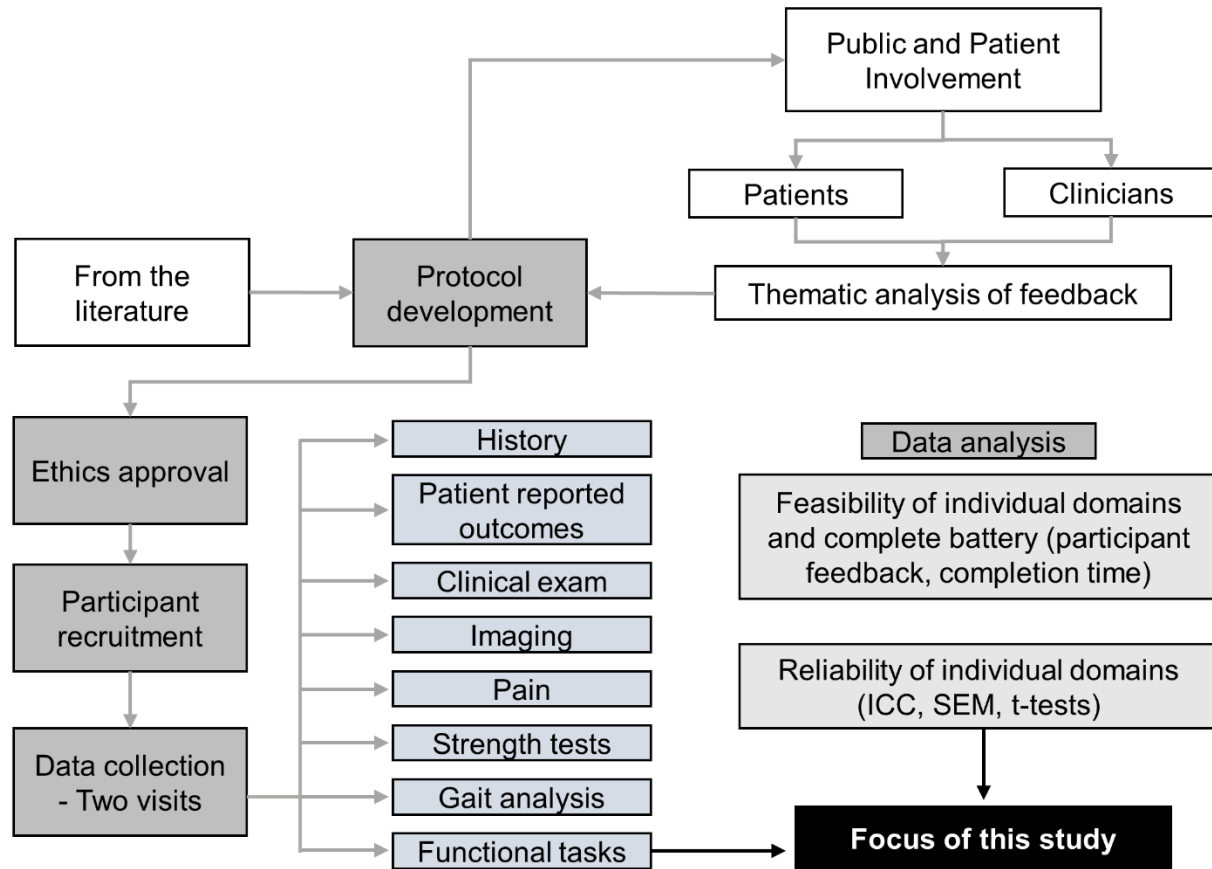 Public and Patient
Involvement
Patients
Clinicians
From the
literature
Protocol
development
Thematic analysis of feedback
Ethics approval
Participant
recruitment
Data collection
- Two visits
History
Patient reported
outcomes
Clinical exam
Imaging
Pain
Strength tests
Gait analysis
Functional tasks
Data analysis
Feasibility of individual domains
and complete battery (participant
feedback, completion time)
Reliability of individual domains
(ICC, SEM, t-tests)
Focus of this study